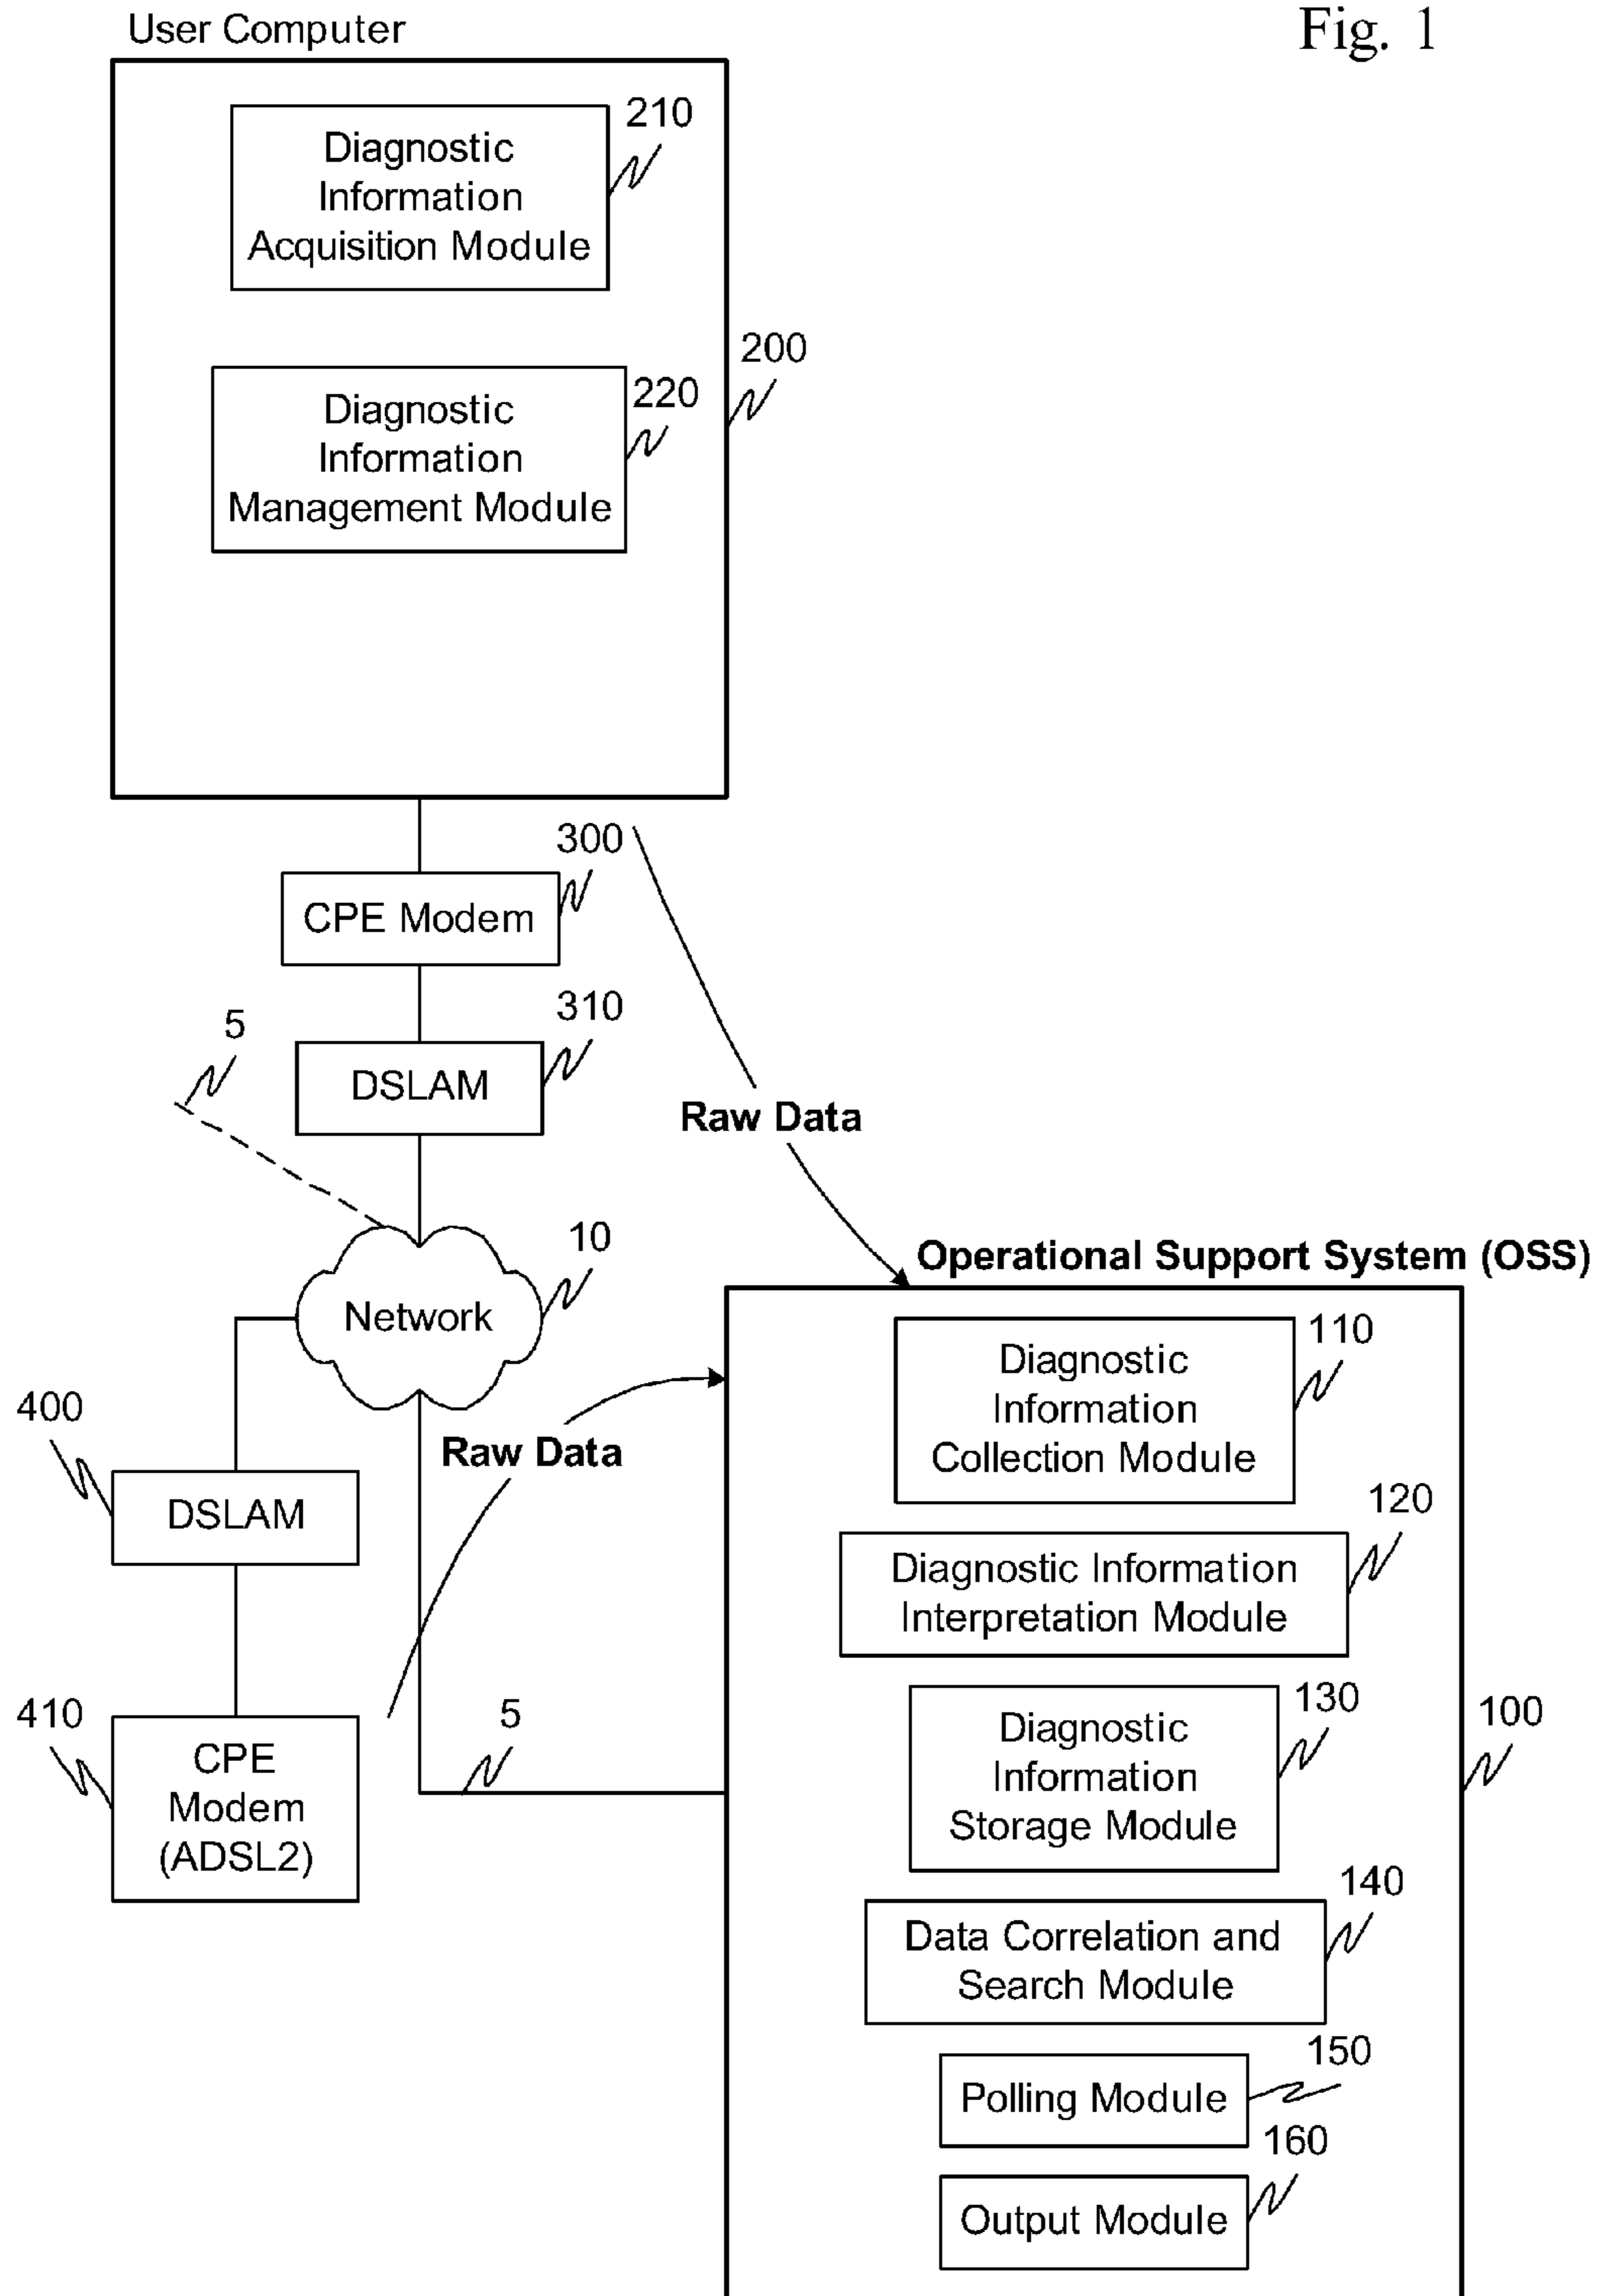 User Computer
Fig. 1
210
Diagnostic
Information
Acquisition Module
200
220
Diagnostic
Information
Management Module
300
CPE Modem
310
DSLAM
5
Raw Data
10
Network
Operational Support System (OSS)
110
Diagnostic
Information
Collection Module
400
DSLAM
Raw Data
120
Diagnostic Information
Interpretation Module
130
Diagnostic
Information
Storage Module
100
410
CPE
Modem
(ADSL2)
5
140
Data Correlation and
Search Module
150
Polling Module
160
Output Module